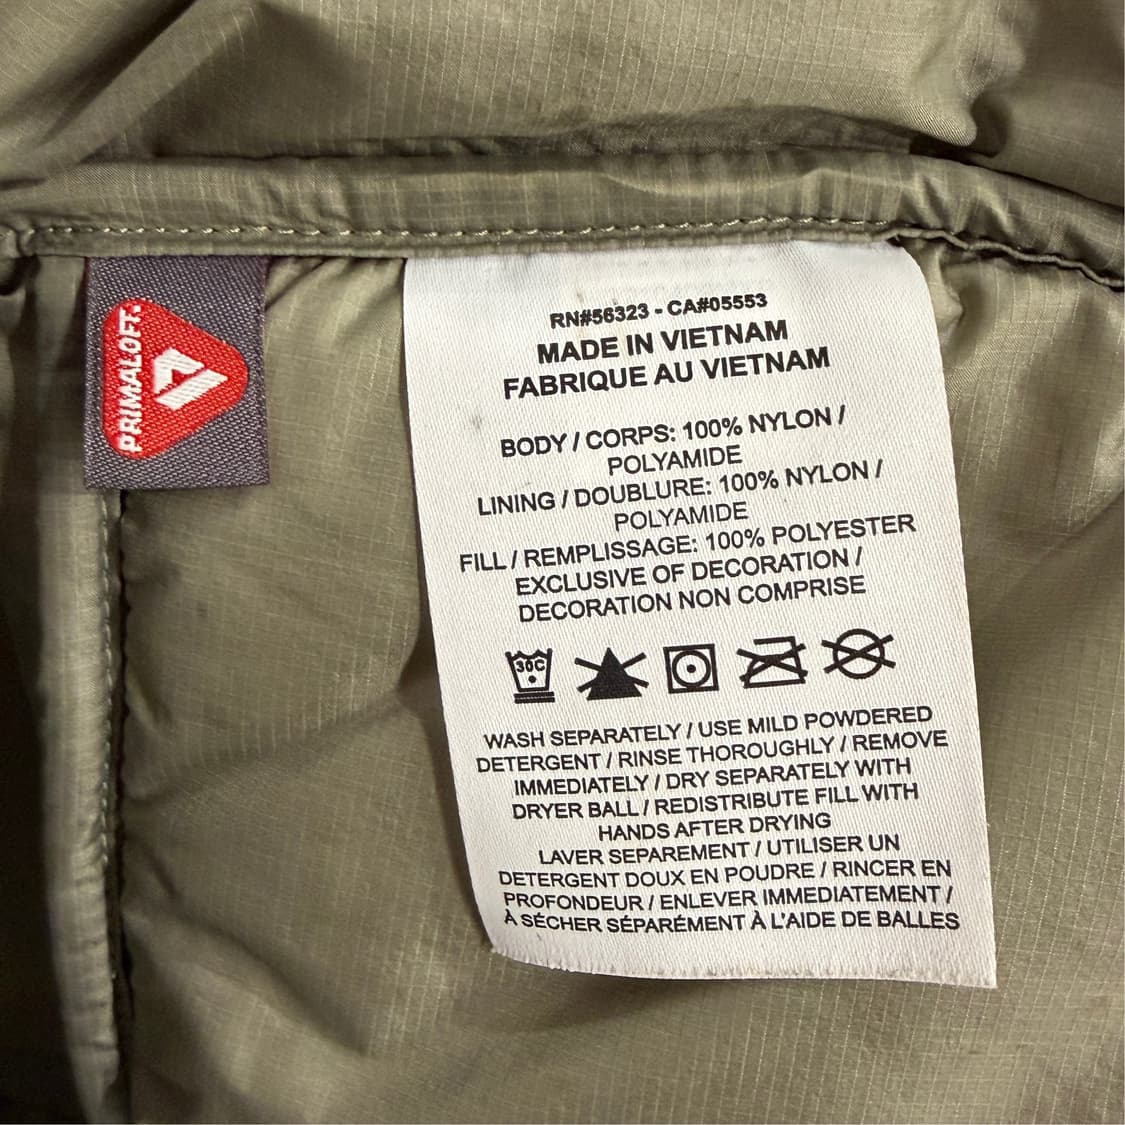 PRIMALOFT®
RN#56323 - CA#05553
MADE IN VIETNAM
FABRIQUE AU VIETNAM
BODY / CORPS: 100% NYLON /
POLYAMIDE
LINING / DOUBLURE: 100% NYLON /
POLYAMIDE
FILL / REMPLISSAGE: 100% POLYESTER
EXCLUSIVE OF DECORATION /
DECORATION NON COMPRISE
30C
WASH SEPARATELY / USE MILD POWDERED
DETERGENT / RINSE THOROUGHLY / REMOVE
IMMEDIATELY / DRY SEPARATELY WITH
DRYER BALL / REDISTRIBUTE FILL WITH
HANDS AFTER DRYING
LAVER SEPAREMENT / UTILISER UN
DETERGENT DOUX EN POUDRE / RINCER EN
PROFONDEUR / ENLEVER IMMEDIATEMENT /
À SÉCHER SÉPARÉMENT À L'AIDE DE BALLES